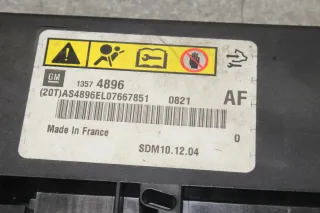 GM
1357 4896
(20T)AS4896EL07667851 0821 AF
Made in France 0
SDM10.12.04